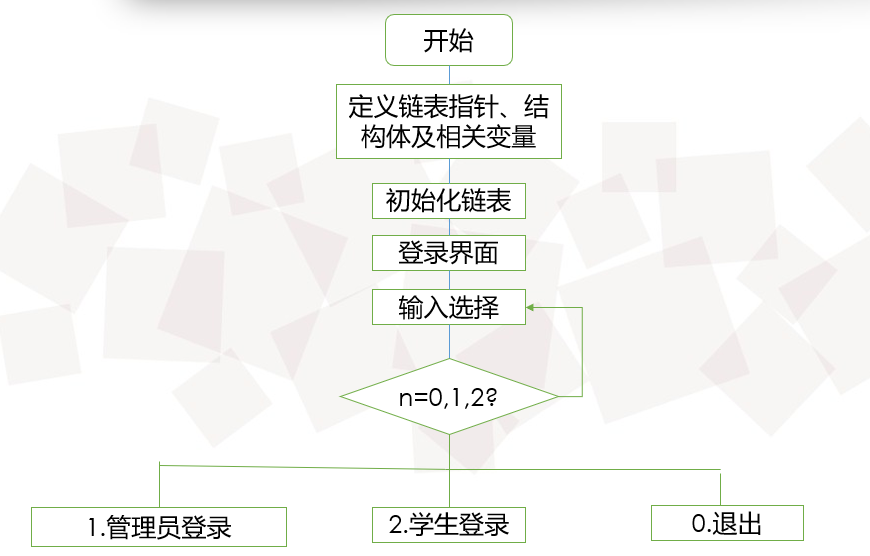 开始
定义链表指针、结
构体及相关变量
初始化链表
登录界面
输入选择
n=0,1,2?
1.管理员登录
2.学生登录
0.退出